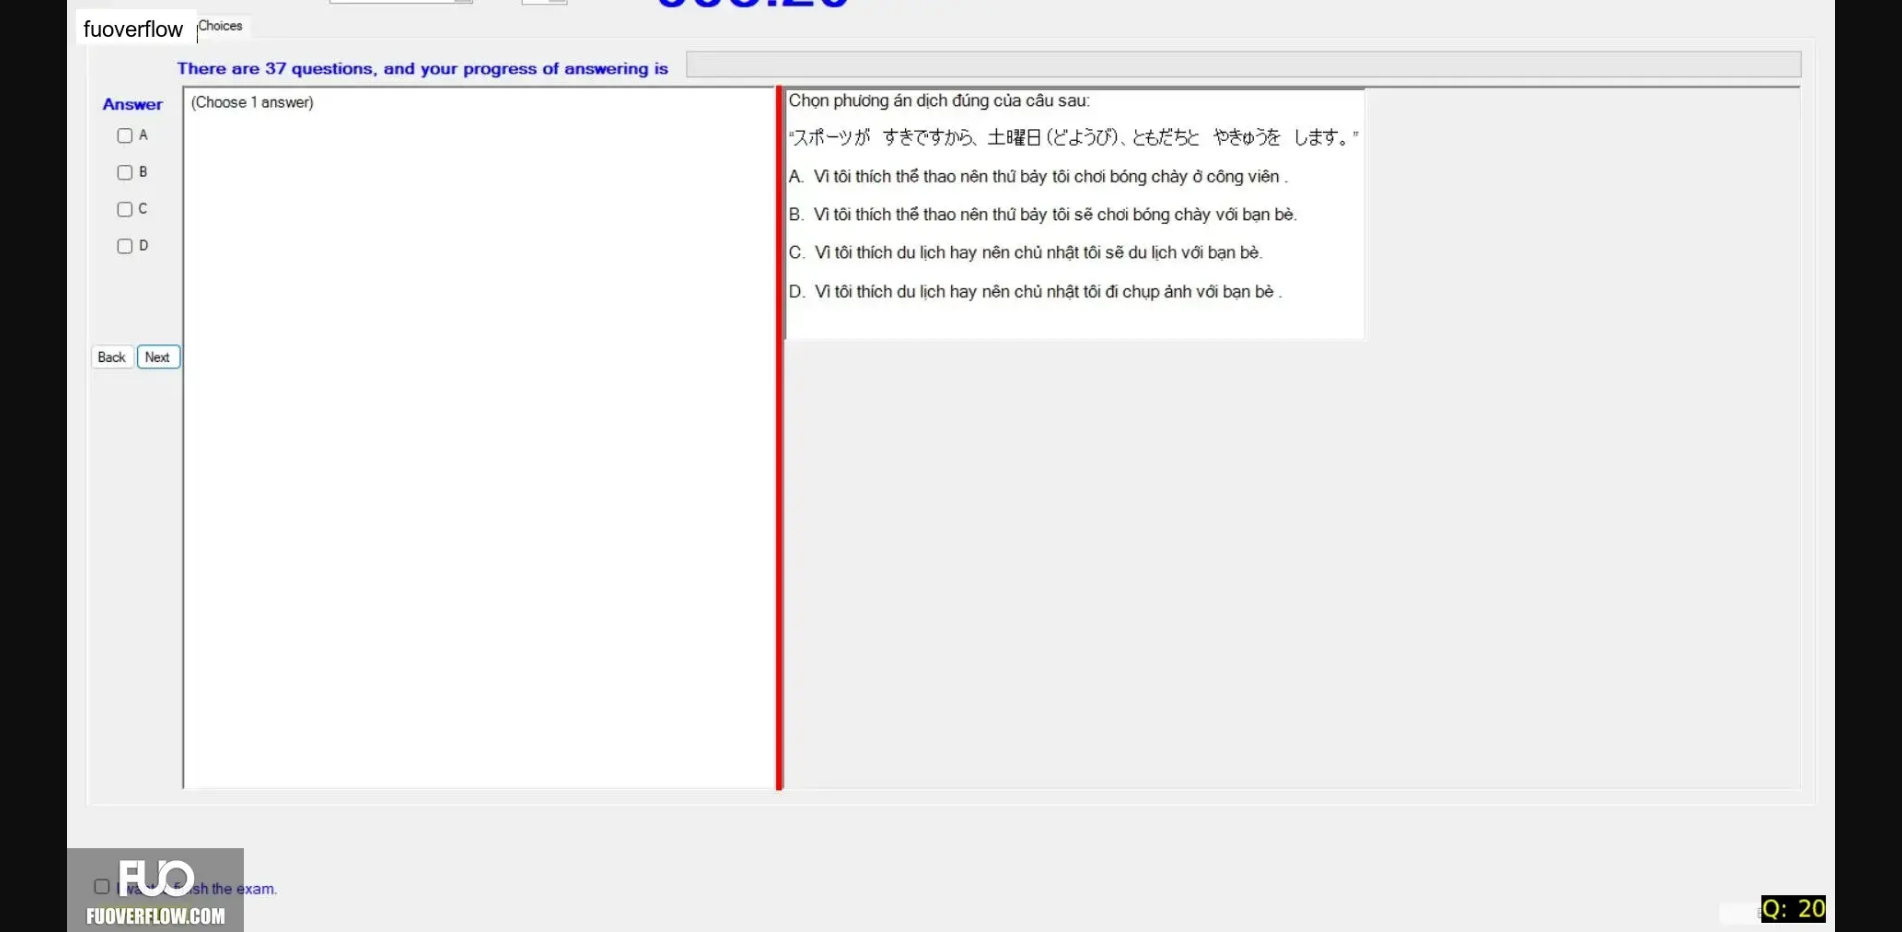 fuoverflow
Choices
There are 37 questions, and your progress of answering is
Answer
(Choose 1 answer)
A
B
C
D
Back
Next
Chọn phương án dịch đúng của câu sau:
“スポーツが すきですから、土曜日(どようび)、ともだちと やきゅうを します。”
A. Vì tôi thích thể thao nên thứ bảy tôi chơi bóng chày ở công viên .
B. Vì tôi thích thể thao nên thứ bảy tôi sẽ chơi bóng chày với bạn bè.
C. Vì tôi thích du lịch hay nên chủ nhật tôi sẽ du lịch với bạn bè.
D. Vì tôi thích du lịch hay nên chủ nhật tôi đi chụp ảnh với bạn bè .
FUO
the exam.
FUOVERFLOW.COM
Q: 20